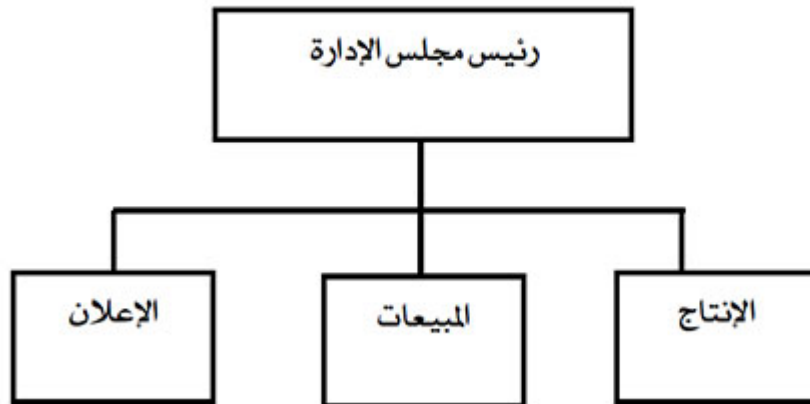 رئيس مجلس الإدارة
الإنتاج
المبيعات
الإعلان